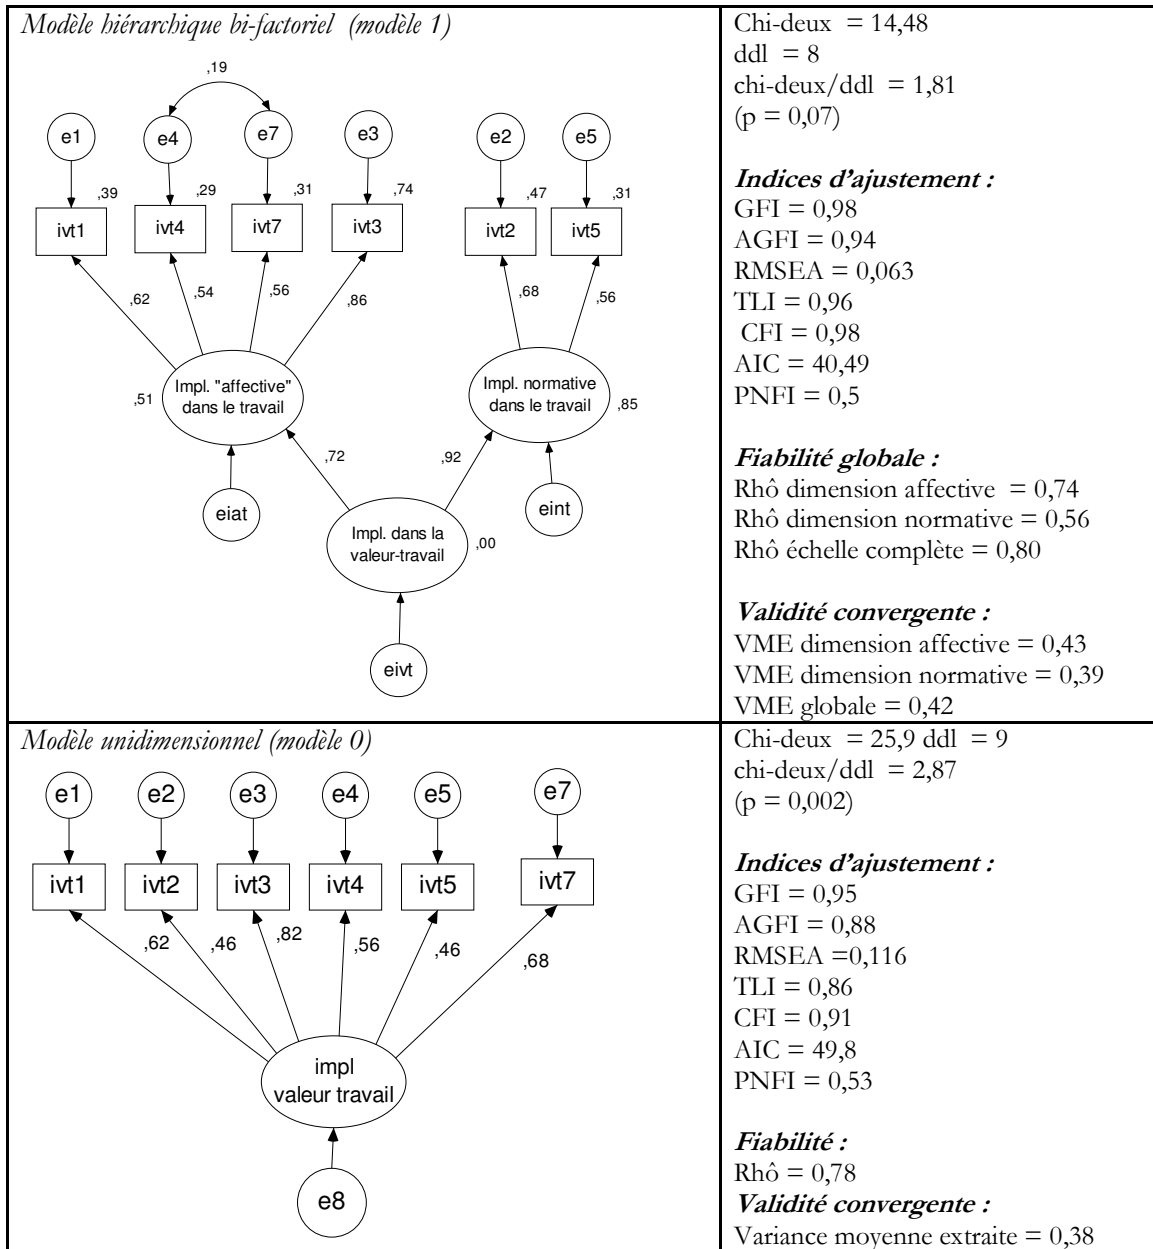 Modèle hiérarchique bi-factoriel (modèle 1)
,19
e1
e4
e7
e3
e2
e5
,39
,29
,31
,74
,47
,31
ivt1
ivt4
ivt7
ivt3
ivt2
ivt5
,62
,54
,56
,86
,68
,56
Impl. "affective"
dans le travail
,51
Impl. normative
dans le travail
,85
,72
,92
eiat
eint
Impl. dans la
valeur-travail
,00
eivt
Chi-deux = 14,48
ddl = 8
chi-deux/ddl = 1,81
(p = 0,07)
Indices d'ajustement :
GFI = 0,98
AGFI = 0,94
RMSEA = 0,063
TLI = 0,96
CFI = 0,98
AIC = 40,49
PNFI = 0,5
Fiabilité globale :
Rhô dimension affective = 0,74
Rhô dimension normative = 0,56
Rhô échelle complète = 0,80
Validité convergente :
VME dimension affective = 0,43
VME dimension normative = 0,39
VME globale = 0,42
Modèle unidimensionnel (modèle 0)
e1
e2
e3
e4
e5
e7
ivt1
ivt2
ivt3
ivt4
ivt5
ivt7
,62
,46
,82
,56
,46
,68
impl
valeur travail
e8
Chi-deux = 25,9 ddl = 9
chi-deux/ddl = 2,87
(p = 0,002)
Indices d'ajustement :
GFI = 0,95
AGFI = 0,88
RMSEA =0,116
TLI = 0,86
CFI = 0,91
AIC = 49,8
PNFI = 0,53
Fiabilité :
Rhô = 0,78
Validité convergente :
Variance moyenne extraite = 0,38